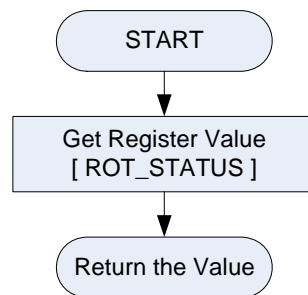 START
Get Register Value
[ ROT_STATUS ]
Return the Value